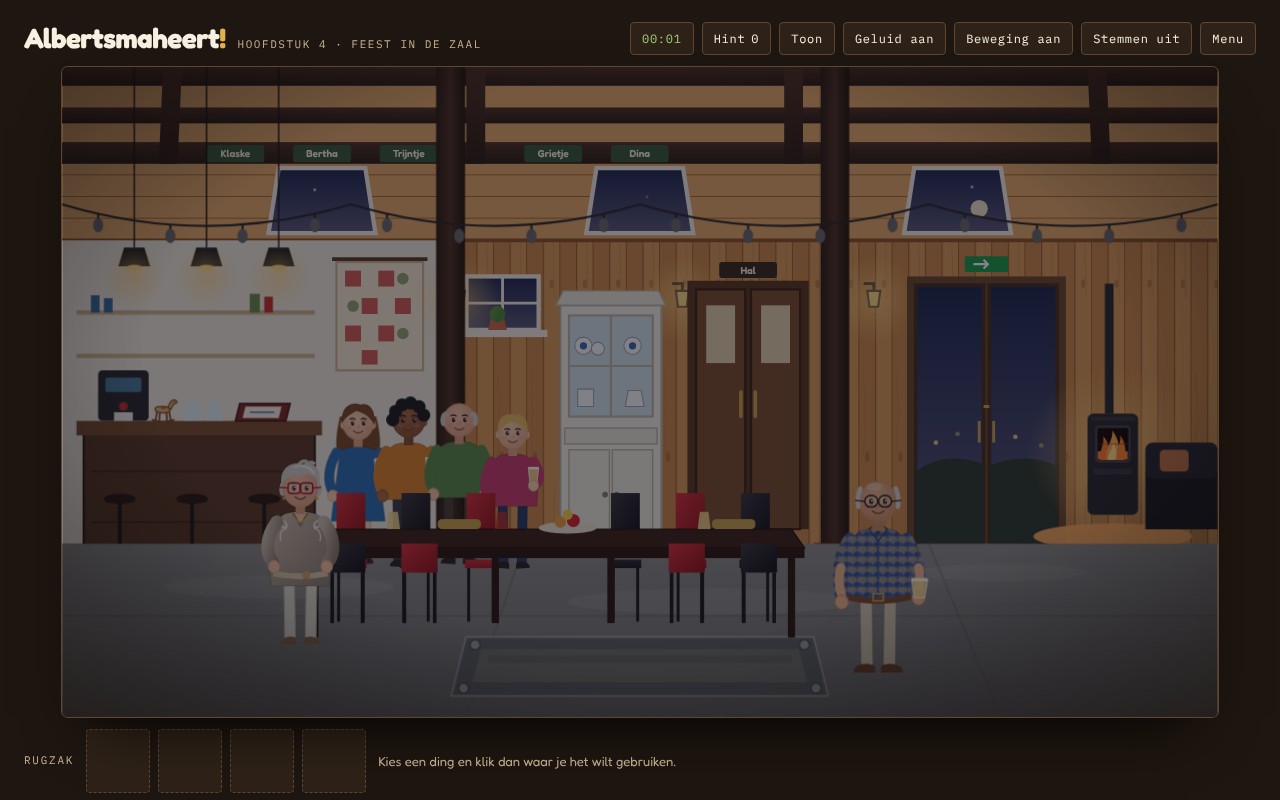 Albertsmaheert!
HOOFDSTUK 4 · FEEST IN DE ZAAL
00:01
Hint 0
Toon
Geluid aan
Beweging aan
Stemmen uit
Menu
Klaske
Bertha
Trijntje
Grietje
Dina
Hal
RUGZAK
Kies een ding en klik dan waar je het wilt gebruiken.